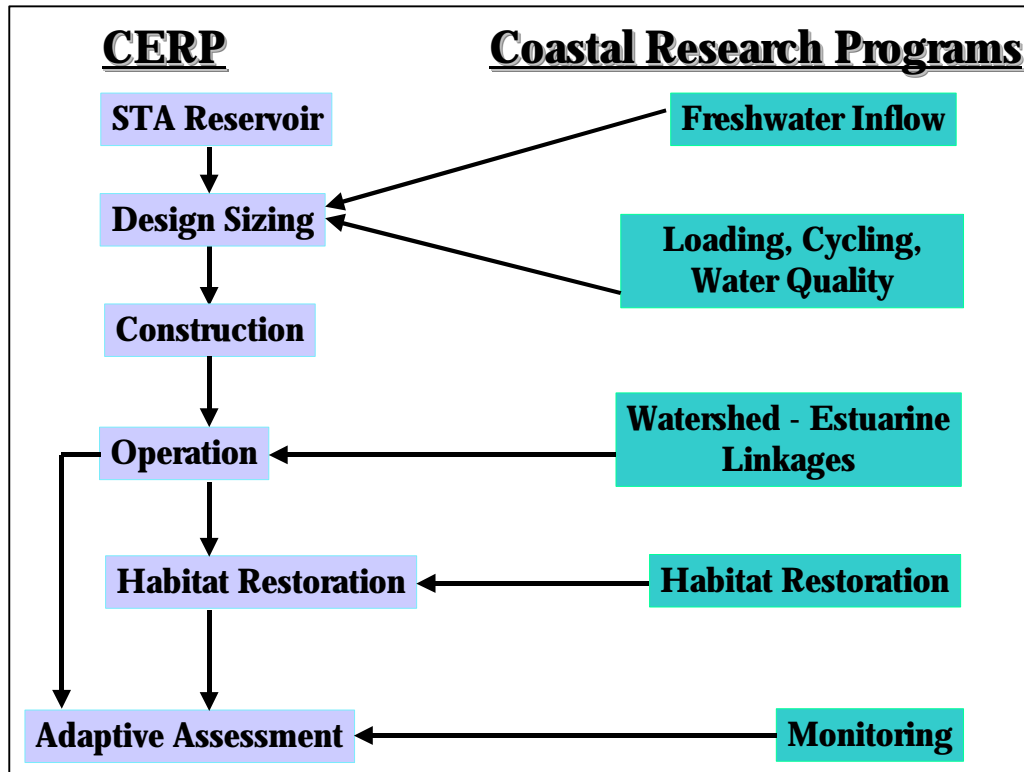 CERP
Coastal Research Programs
STA Reservoir
Freshwater Inflow
Design Sizing
Loading, Cycling,
Water Quality
Construction
Watershed - Estuarine
Linkages
Operation
Habitat Restoration
Habitat Restoration
Adaptive Assessment
Monitoring